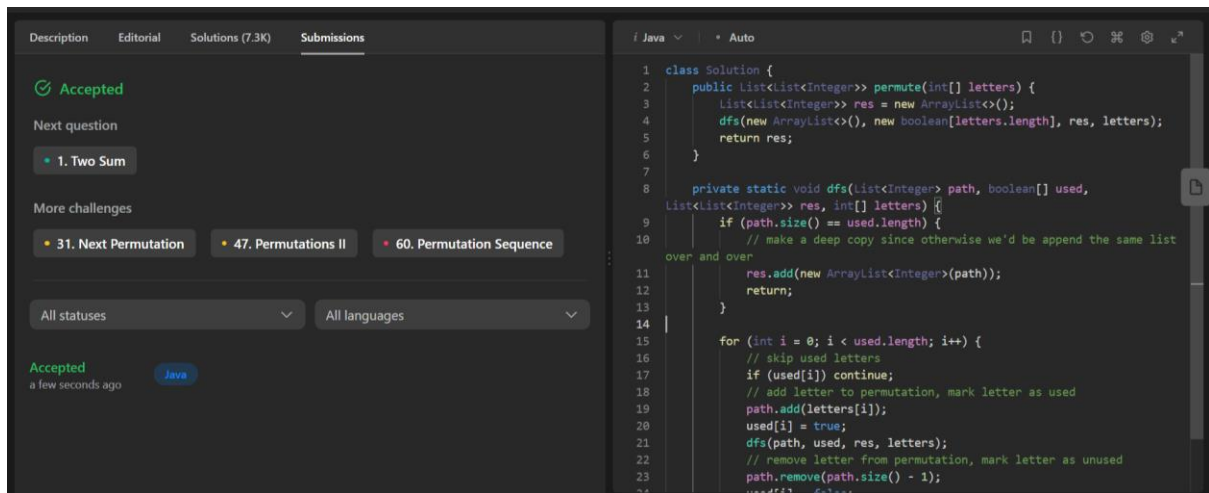 Description Editorial Solutions (7.3K) Submissions
Accepted
Next question
1. Two Sum
More challenges
31. Next Permutation 47. Permutations II 60. Permutation Sequence
All statuses All languages
Accepted
a few seconds ago
Java
i Java Auto
1 class Solution {
2 public List<List<Integer>> permute(int[] letters) {
3 List<List<Integer>> res = new ArrayList<>();
4 dfs(new ArrayList<>(), new boolean[letters.length], res, letters);
5 return res;
6 }
7
8 private static void dfs(List<Integer> path, boolean[] used,
List<List<Integer>> res, int[] letters) {
9 if (path.size() == used.length) {
10 // make a deep copy since otherwise we'd be append the same list
over and over
11 res.add(new ArrayList<Integer>(path));
12 return;
13 }
14
15 for (int i = 0; i < used.length; i++) {
16 // skip used letters
17 if (used[i]) continue;
18 // add letter to permutation, mark letter as used
19 path.add(letters[i]);
20 used[i] = true;
21 dfs(path, used, res, letters);
22 // remove letter from permutation, mark letter as unused
23 path.remove(path.size() - 1);